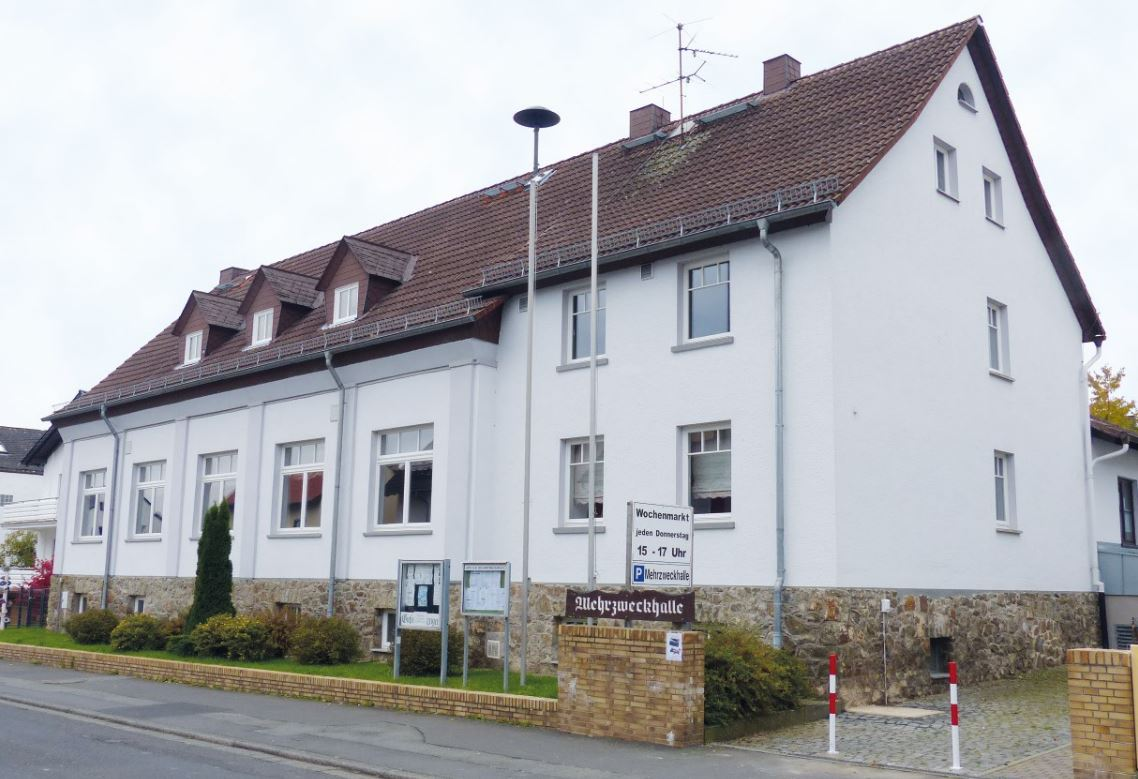 Wochenmarkt
jeden Donnerstag
15 - 17 Uhr
P Mehrzweckhalle
Mehrzweckhalle